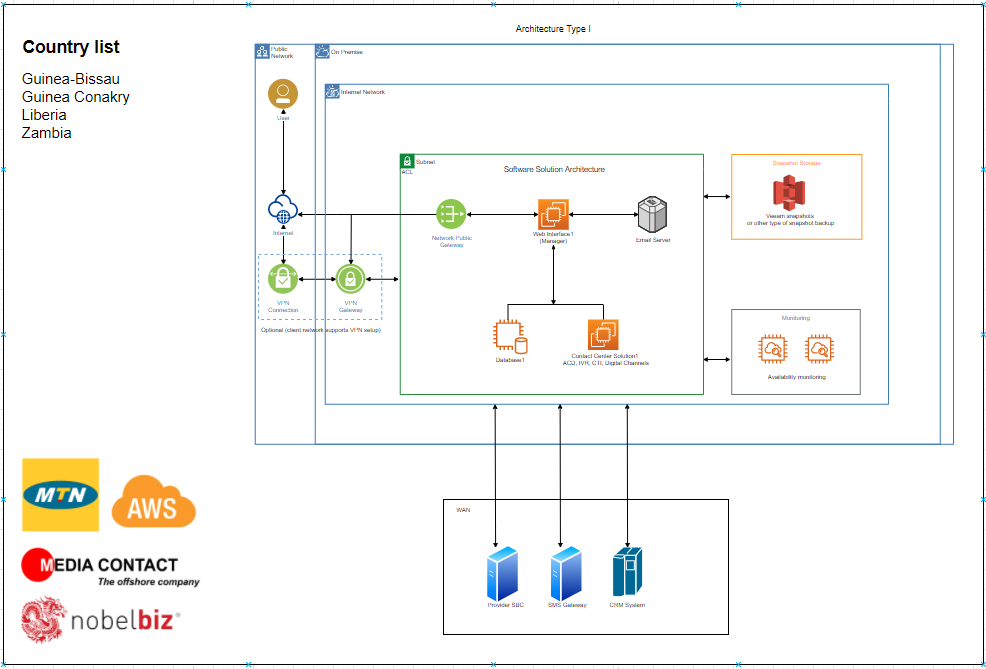 Architecture Type I
Country list
Guinea-Bissau
Guinea Conakry
Liberia
Zambia
Public
Network
On Premise
Internal Network
User
Subnet
ACL
Software Solution Architecture
Snapshot Storage
Veeam snapshots
or other type of snapshot backup
Internet
Network Public
Gateway
Web Interface1
(Manager)
Email Server
VPN
Connection
VPN
Gateway
Optional (client network supports VPN setup)
Database1
Contact Center Solution1
ACD, IVR, CTI, Digital Channels
Monitoring
Availability monitoring
WAN
Provider SBC
SMS Gateway
CRM System
MTN
AWS
MEDIA CONTACT
The offshore company
nobelbiz®